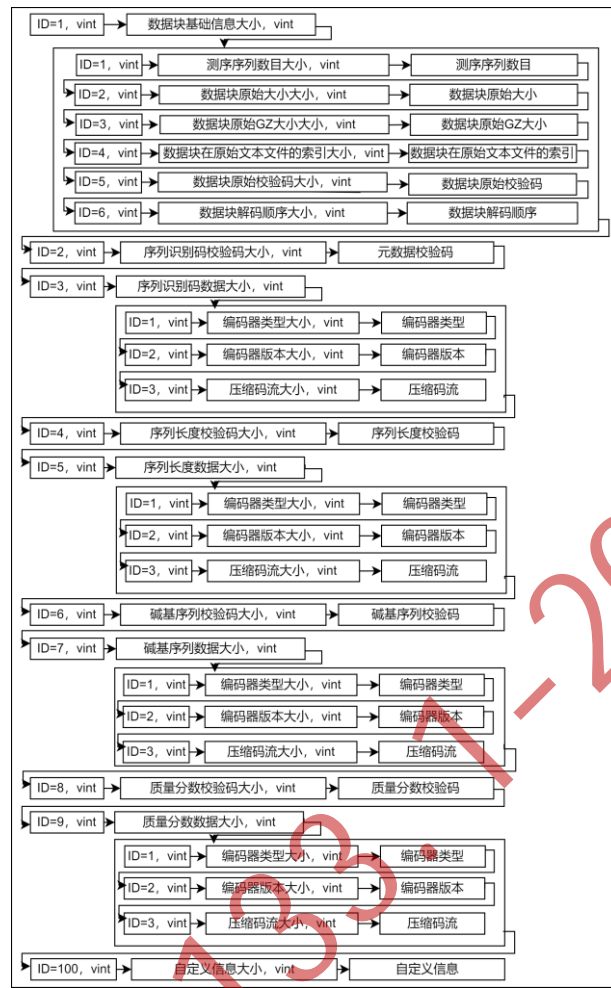 ID=1, vint 数据块基础信息大小, vint
ID=1, vint 测序序列数目大小, vint 测序序列数目
ID=2, vint 数据块原始大小大小, vint 数据块原始大小
ID=3, vint 数据块原始GZ大小大小, vint 数据块原始GZ大小
ID=4, vint 数据块在原始文本文件的索引大小, vint 数据块在原始文本文件的索引
ID=5, vint 数据块原始校验码大小, vint 数据块原始校验码
ID=6, vint 数据块解码顺序大小, vint 数据块解码顺序
ID=2, vint 序列识别码校验码大小, vint 元数据校验码
ID=3, vint 序列识别码数据大小, vint
ID=1, vint 编码器类型大小, vint 编码器类型
ID=2, vint 编码器版本大小, vint 编码器版本
ID=3, vint 压缩码流大小, vint 压缩码流
ID=4, vint 序列长度校验码大小, vint 序列长度校验码
ID=5, vint 序列长度数据大小, vint
ID=1, vint 编码器类型大小, vint 编码器类型
ID=2, vint 编码器版本大小, vint 编码器版本
ID=3, vint 压缩码流大小, vint 压缩码流
ID=6, vint 碱基序列校验码大小, vint 碱基序列校验码
ID=7, vint 碱基序列数据大小, vint
ID=1, vint 编码器类型大小, vint 编码器类型
ID=2, vint 编码器版本大小, vint 编码器版本
ID=3, vint 压缩码流大小, vint 压缩码流
ID=8, vint 质量分数校验码大小, vint 质量分数校验码
ID=9, vint 质量分数数据大小, vint
ID=1, vint 编码器类型大小, vint 编码器类型
ID=2, vint 编码器版本大小, vint 编码器版本
ID=3, vint 压缩码流大小, vint 压缩码流
ID=100, vint 自定义信息大小, vint 自定义信息
133.1-2